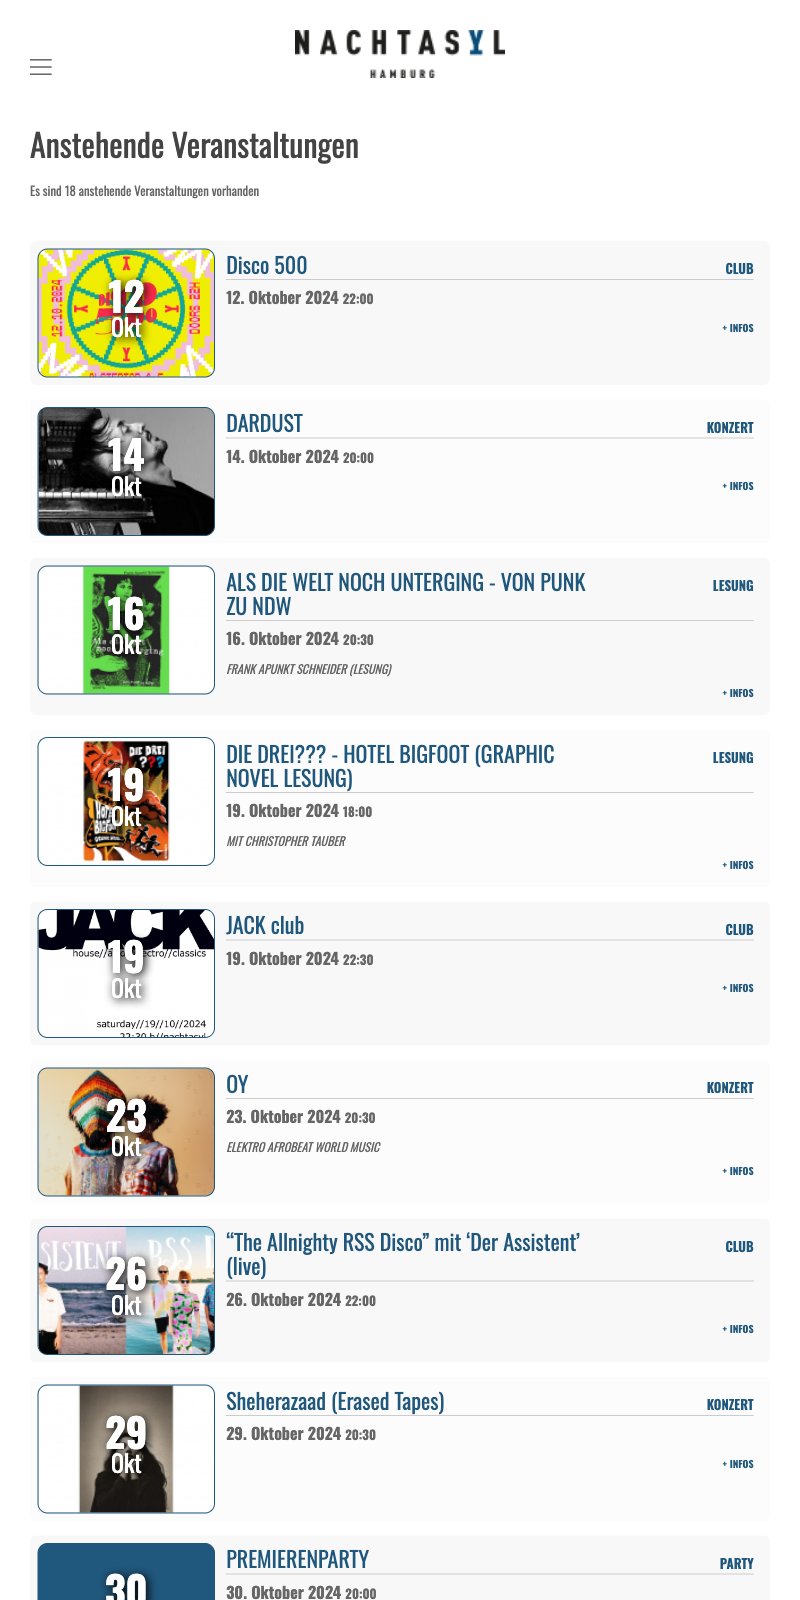 NACHTASYL
HAMBURG
Anstehende Veranstaltungen
Es sind 18 anstehende Veranstaltungen vorhanden
12.10.2024
DOORS 22H
12
Okt
Disco 500
CLUB
12. Oktober 2024 22:00
+ INFOS
14
Okt
DARDUST
KONZERT
14. Oktober 2024 20:00
+ INFOS
16
Okt
ALS DIE WELT NOCH UNTERGING - VON PUNK
ZU NDW
LESUNG
16. Oktober 2024 20:30
FRANK APUNKT SCHNEIDER (LESUNG)
+ INFOS
DIE DREI
???
19
Okt
DIE DREI??? - HOTEL BIGFOOT (GRAPHIC
NOVEL LESUNG)
LESUNG
19. Oktober 2024 18:00
MIT CHRISTOPHER TAUBER
+ INFOS
JACK
19
Okt
saturday//19//10//2024
22:30 h//nachtasyl
JACK club
CLUB
19. Oktober 2024 22:30
+ INFOS
23
Okt
OY
KONZERT
23. Oktober 2024 20:30
ELEKTRO AFROBEAT WORLD MUSIC
+ INFOS
26
Okt
“The Allnighty RSS Disco” mit ‘Der Assistent’
(live)
CLUB
26. Oktober 2024 22:00
+ INFOS
29
Okt
Sheherazaad (Erased Tapes)
KONZERT
29. Oktober 2024 20:30
+ INFOS
30
PREMIERENPARTY
PARTY
30. Oktober 2024 20:00